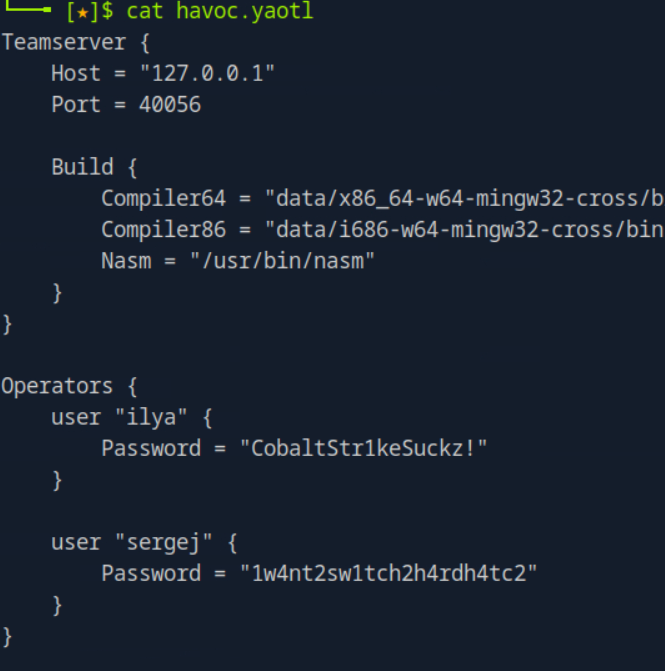 └──╼ [★]$ cat havoc.yaotl
Teamserver {
    Host = "127.0.0.1"
    Port = 40056

    Build {
        Compiler64 = "data/x86_64-w64-mingw32-cross/b
        Compiler86 = "data/i686-w64-mingw32-cross/bin
        Nasm = "/usr/bin/nasm"
    }
}

Operators {
    user "ilya" {
        Password = "CobaltStr1keSuckz!"
    }

    user "sergej" {
        Password = "1w4nt2sw1tch2h4rdh4tc2"
    }
}